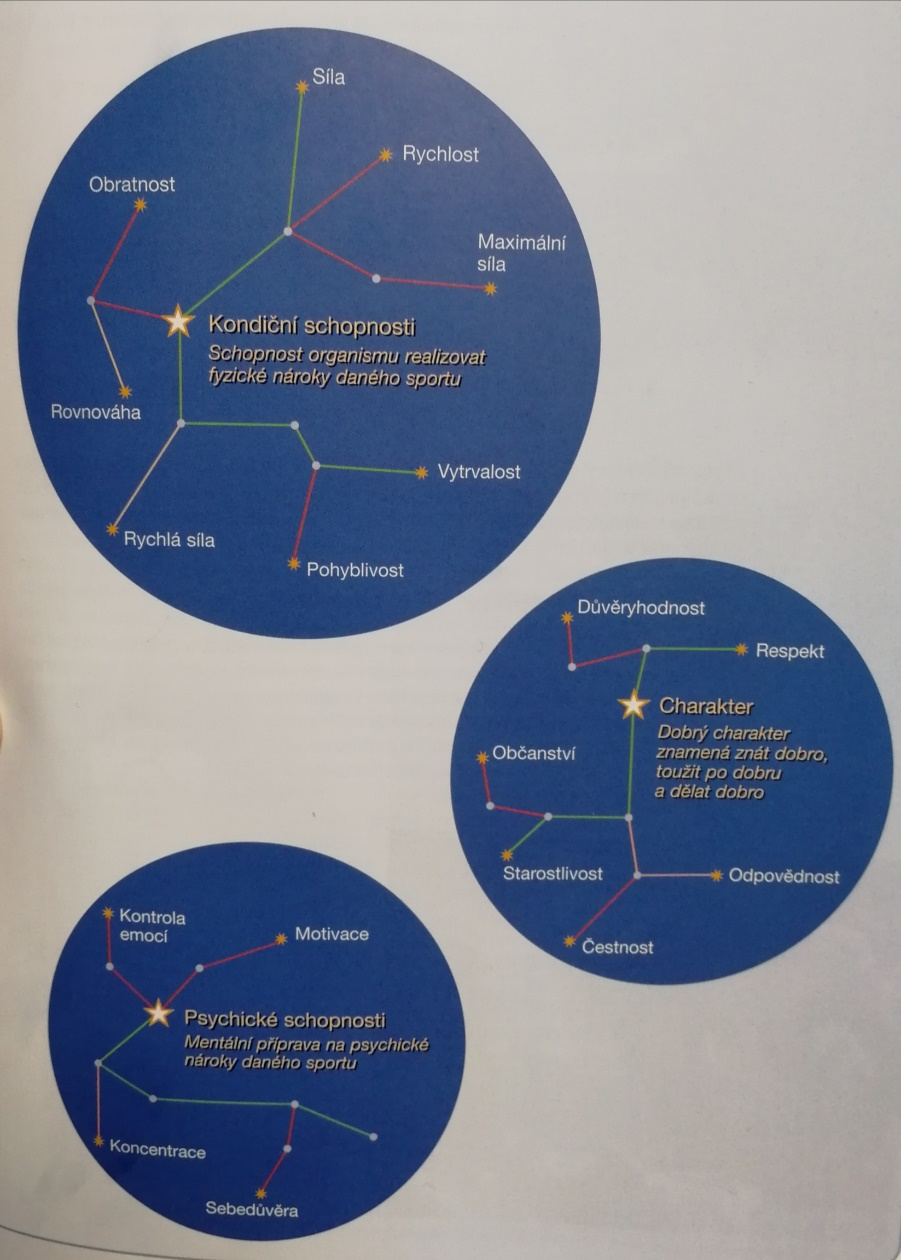 Síla
Rychlost
Obratnost
Maximální
síla
Kondiční schopnosti
Schopnost organismu realizovat
fyzické nároky daného sportu
Rovnováha
Vytrvalost
Rychlá síla
Pohyblivost
Důvěryhodnost
Respekt
Charakter
Dobrý charakter
znamená znát dobro,
toužit po dobru
a dělat dobro
Občanství
Starostlivost
Odpovědnost
Čestnost
Kontrola
emocí
Motivace
Psychické schopnosti
Mentální příprava na psychické
nároky daného sportu
Koncentrace
Sebedůvěra